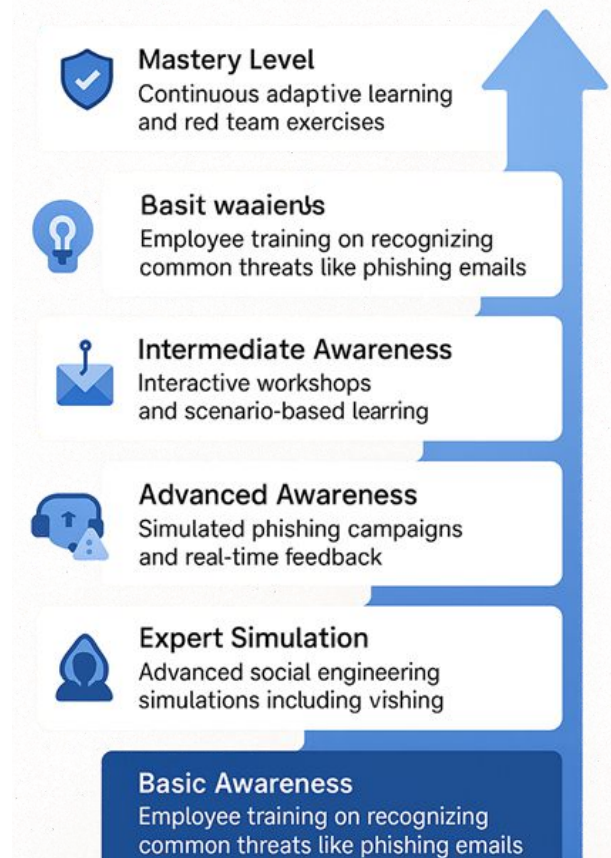 Mastery Level
Continuous adaptive learning
and red team exercises
Basit waaienls
Employee training on recognizing
common threats like phishing emails
Intermediate Awareness
Interactive workshops
and scenario-based learring
Advanced Awareness
Simulated phishing campaigns
and real-time feedback
Expert Simulation
Advanced social engineering
simulations including vishing
Basic Awareness
Employee training on recognizing
common threats like phishing emails